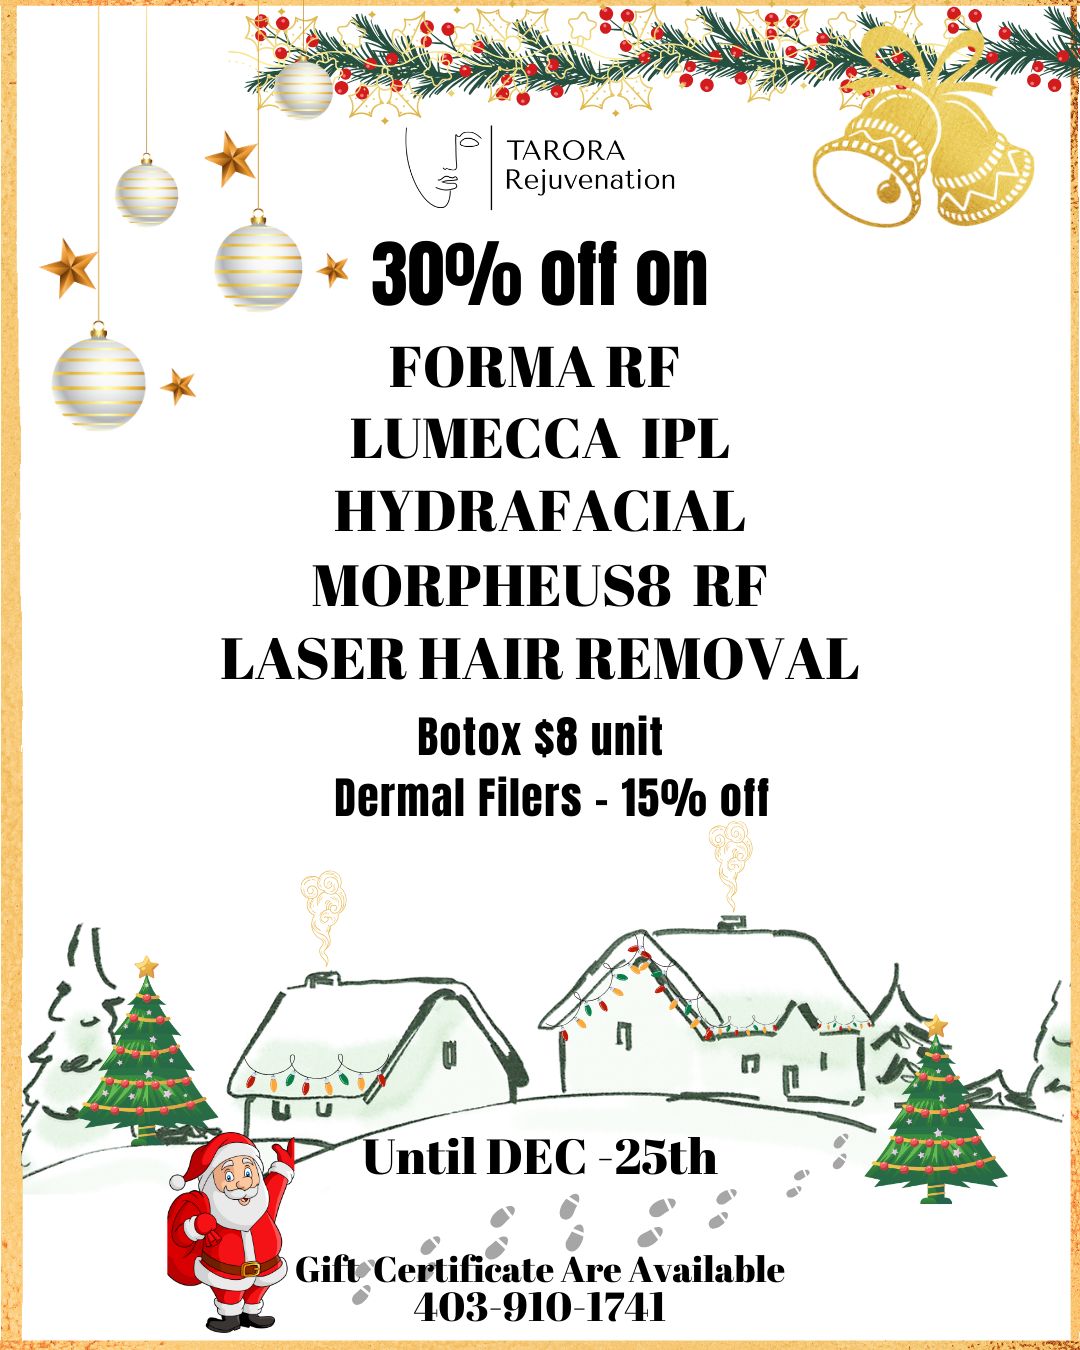 TARORA
Rejuvenation
30% off on
FORMA RF
LUMECCA IPL
HYDRAFACIAL
MORPHEUS8 RF
LASER HAIR REMOVAL
Botox $8 unit
Dermal Filers - 15% off
Until DEC -25th
Gift Certificate Are Available
403-910-1741